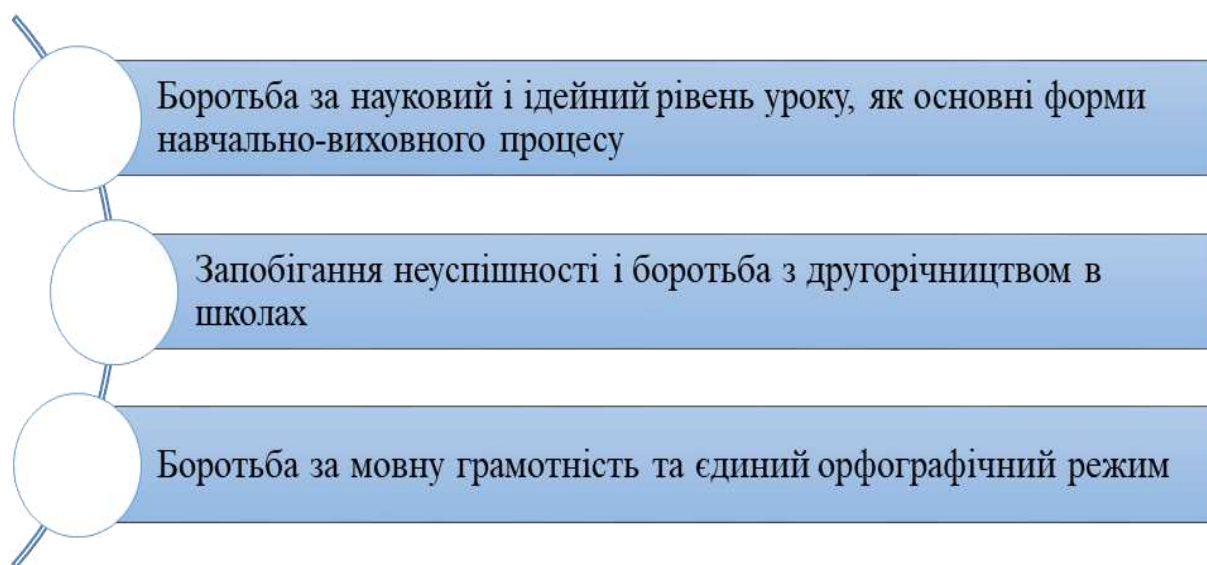 Боротьба за науковий і ідейний рівень уроку, як основні форми
навчально-виховного процесу
Запобігання неуспішності і боротьба з другорічництвом в
школах
Боротьба за мовну грамотність та єдиний орфографічний режим